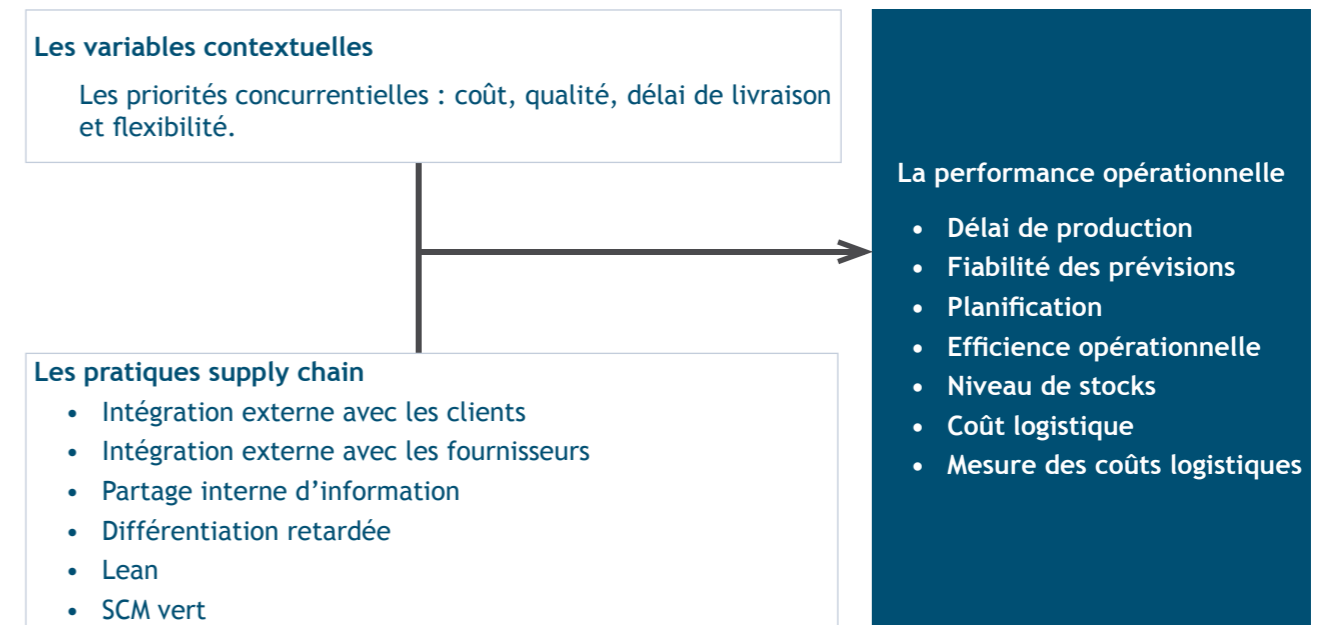 Les variables contextuelles
Les priorités concurrentielles : coût, qualité, délai de livraison
et flexibilité.
Les pratiques supply chain
• Intégration externe avec les clients
• Intégration externe avec les fournisseurs
• Partage interne d’information
• Différentiation retardée
• Lean
• SCM vert
La performance opérationnelle
• Délai de production
• Fiabilité des prévisions
• Planification
• Efficience opérationnelle
• Niveau de stocks
• Coût logistique
• Mesure des coûts logistiques